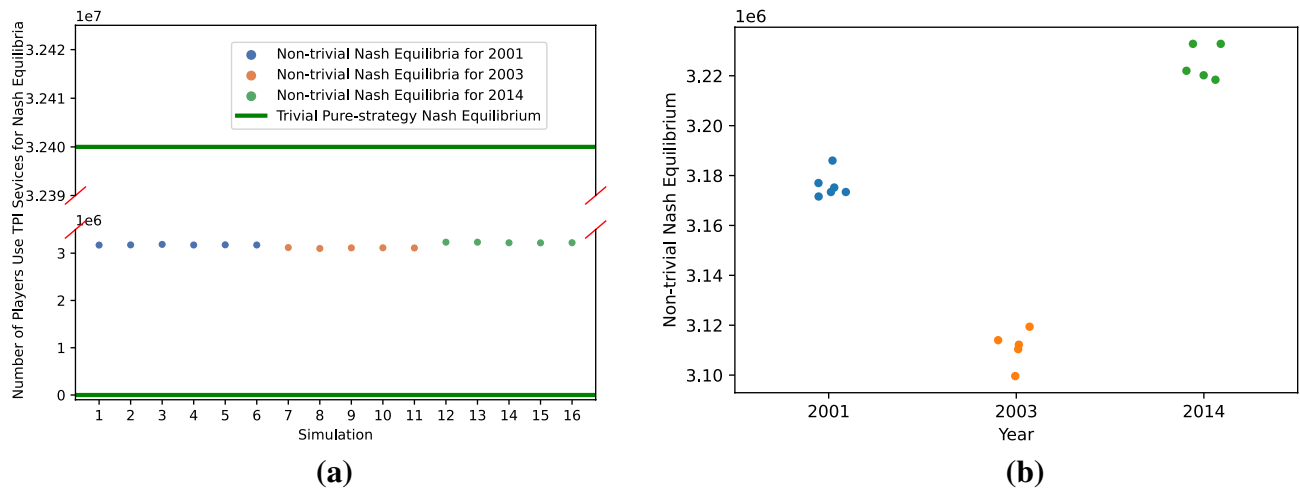 1e7
Number of Players Use TPI Sevices for Nash Equilibria
3.242
3.241
3.240
3.239
Non-trivial Nash Equilibria for 2001
Non-trivial Nash Equilibria for 2003
Non-trivial Nash Equilibria for 2014
Trivial Pure-strategy Nash Equilibrium
1e6
3
2
1
0
1 2 3 4 5 6 7 8 9 10 11 12 13 14 15 16
Simulation
(a)
1e6
Non-trivial Nash Equilibrium
3.22
3.20
3.18
3.16
3.14
3.12
3.10
2001 2003 2014
Year
(b)